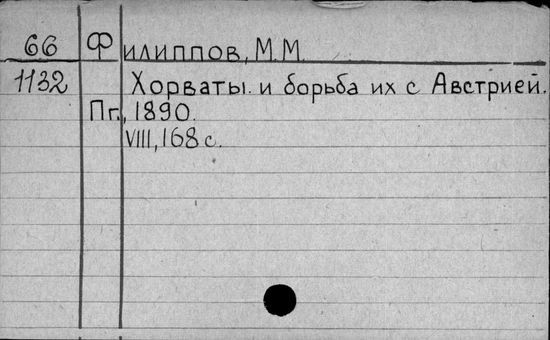 66 Филиппов, М.М.
1132 Хорваты и борьба их с Австрией.
Пг., 1890.
VIII, 168 с.